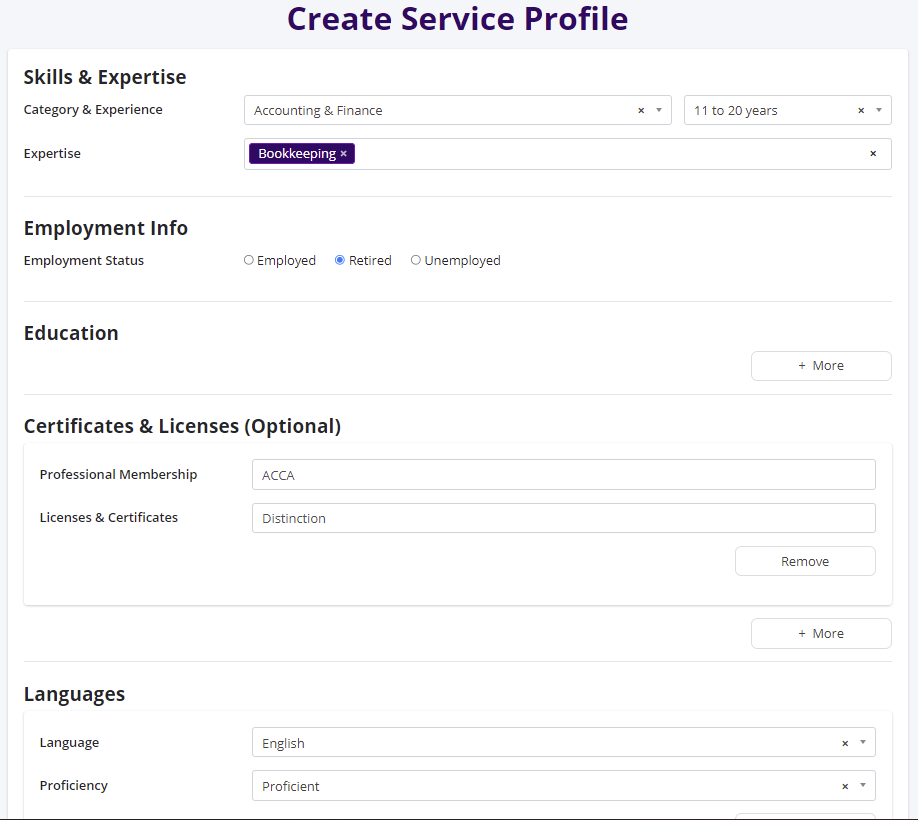 Create Service Profile
Skills & Expertise
Category & Experience Accounting & Finance × 11 to 20 years ×
Expertise Bookkeeping × ×
Employment Info
Employment Status Employed Retired Unemployed
Education
+ More
Certificates & Licenses (Optional)
Professional Membership ACCA
Licenses & Certificates Distinction
Remove
+ More
Languages
Language English ×
Proficiency Proficient ×